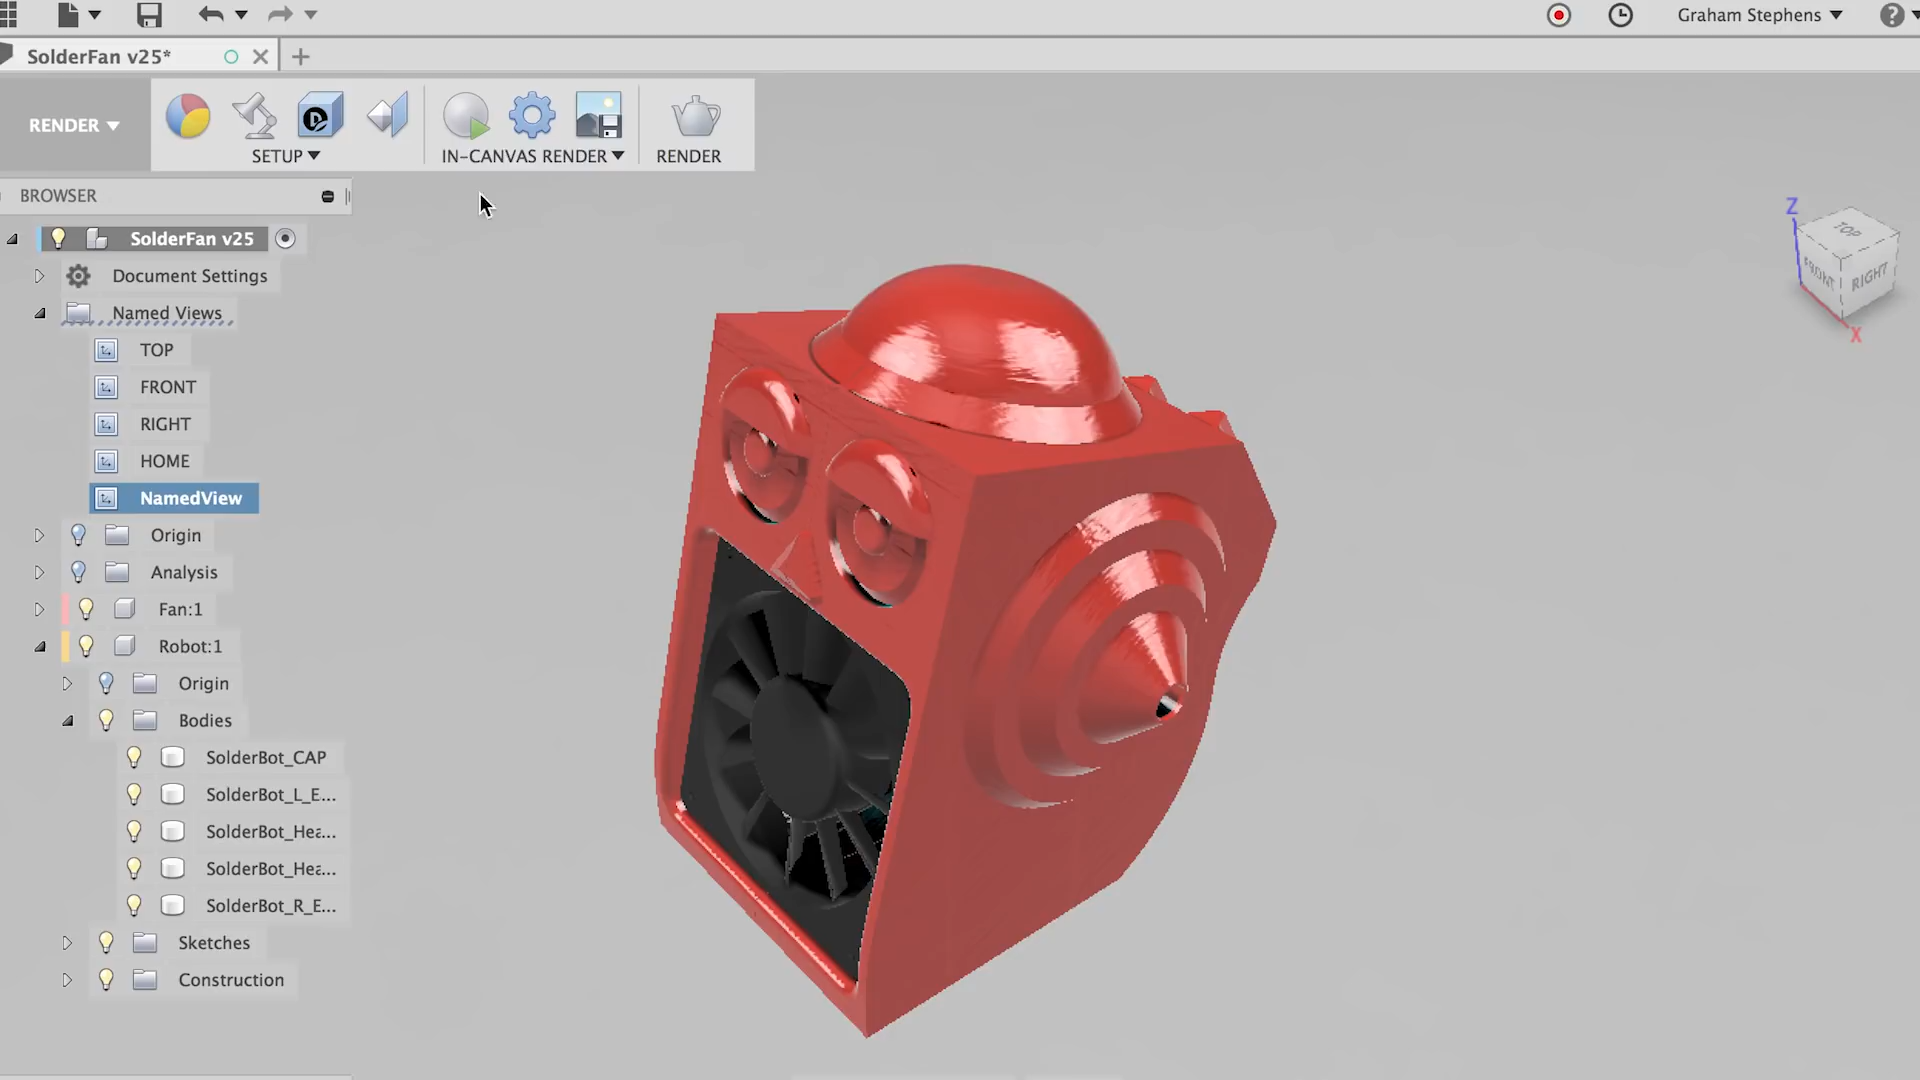 Graham Stephens
SolderFan v25*
RENDER
SETUP
IN-CANVAS RENDER
RENDER
BROWSER
SolderFan v25
Document Settings
Named Views
TOP
FRONT
RIGHT
HOME
NamedView
Origin
Analysis
Fan:1
Robot:1
Origin
Bodies
SolderBot_CAP
SolderBot_L_E...
SolderBot_Hea...
SolderBot_Hea...
SolderBot_R_E...
Sketches
Construction
Z
TOP
FRONT
RIGHT
X